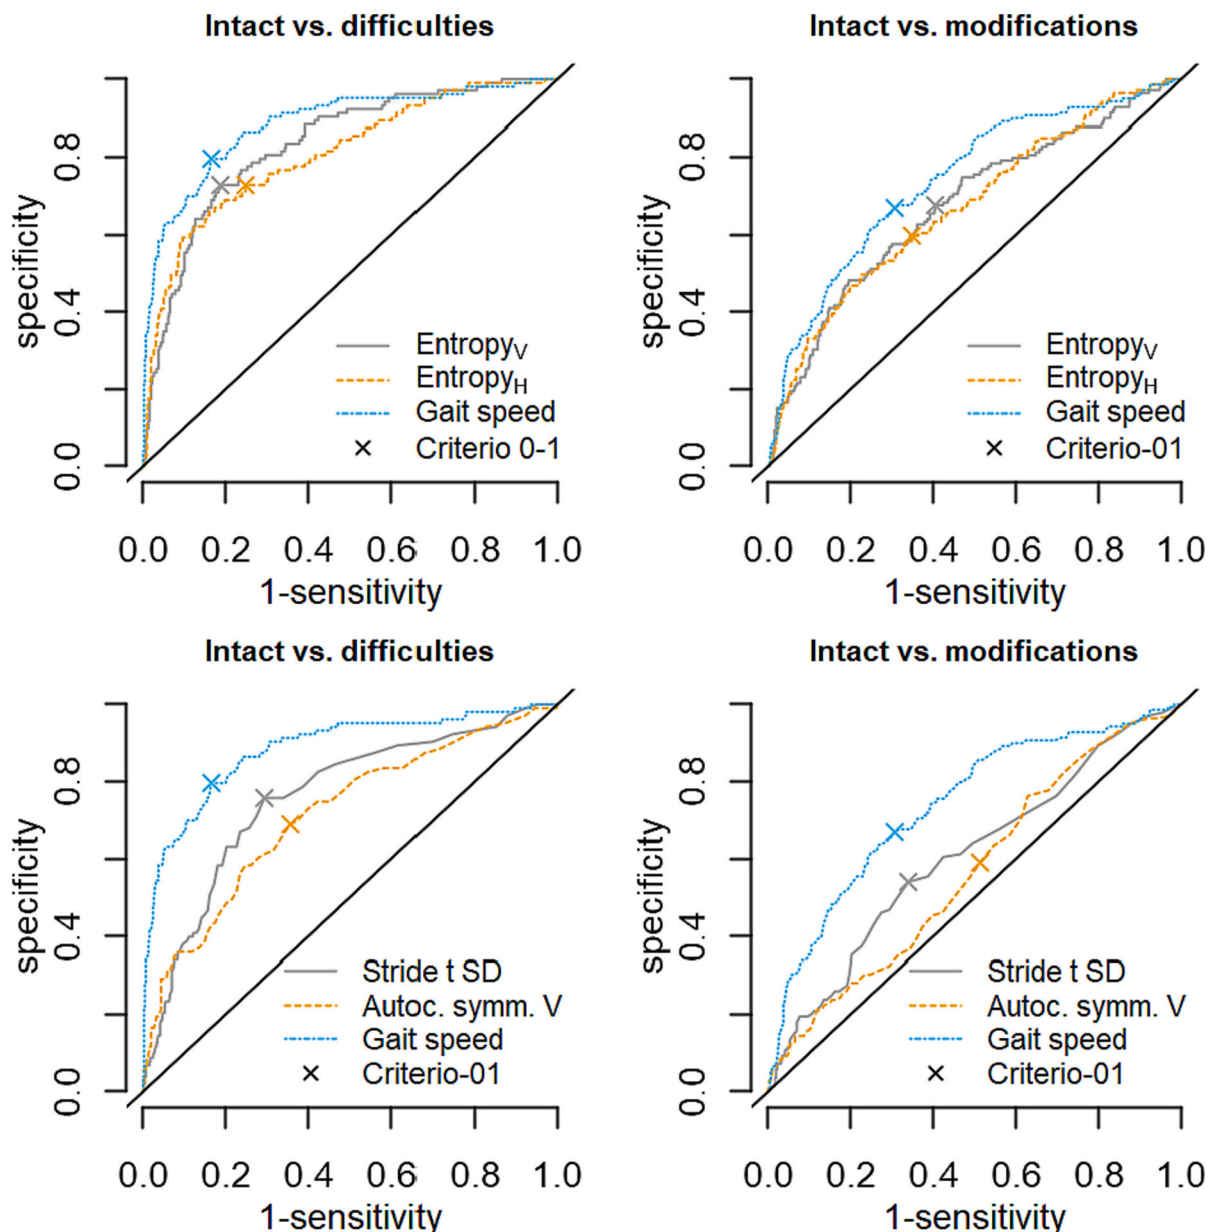 Intact vs. difficulties
specificity
0.0 0.4 0.8
Entropy_V
Entropy_H
Gait speed
Criterio 0-1
0.0 0.2 0.4 0.6 0.8 1.0
1-sensitivity
Intact vs. modifications
specificity
0.0 0.4 0.8
Entropy_V
Entropy_H
Gait speed
Criterio-01
0.0 0.2 0.4 0.6 0.8 1.0
1-sensitivity
Intact vs. difficulties
specificity
0.0 0.4 0.8
Stride t SD
Autoc. symm. V
Gait speed
Criterio-01
0.0 0.2 0.4 0.6 0.8 1.0
1-sensitivity
Intact vs. modifications
specificity
0.0 0.4 0.8
Stride t SD
Autoc. symm. V
Gait speed
Criterio-01
0.0 0.2 0.4 0.6 0.8 1.0
1-sensitivity